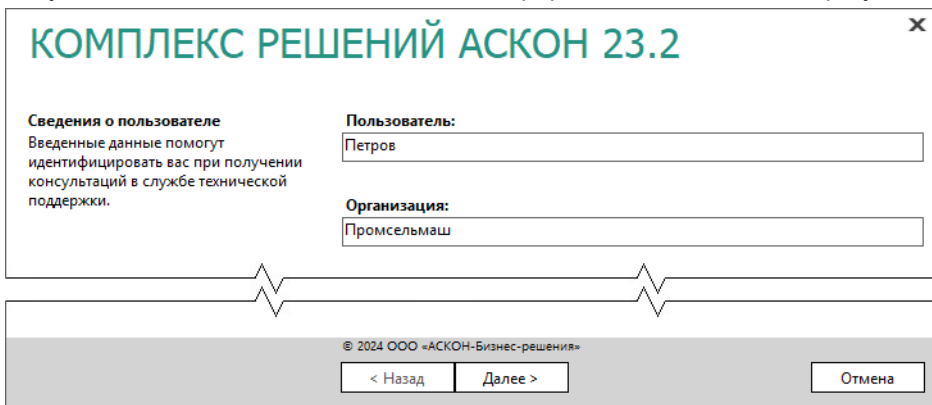 КОМПЛЕКС РЕШЕНИЙ АСКОН 23.2
x
Сведения о пользователе
Введенные данные помогут
идентифицировать вас при получении
консультаций в службе технической
поддержки.
Пользователь:
Петров
Организация:
Промсельмаш
© 2024 ООО «АСКОН-Бизнес-решения»
< Назад
Далее >
Отмена